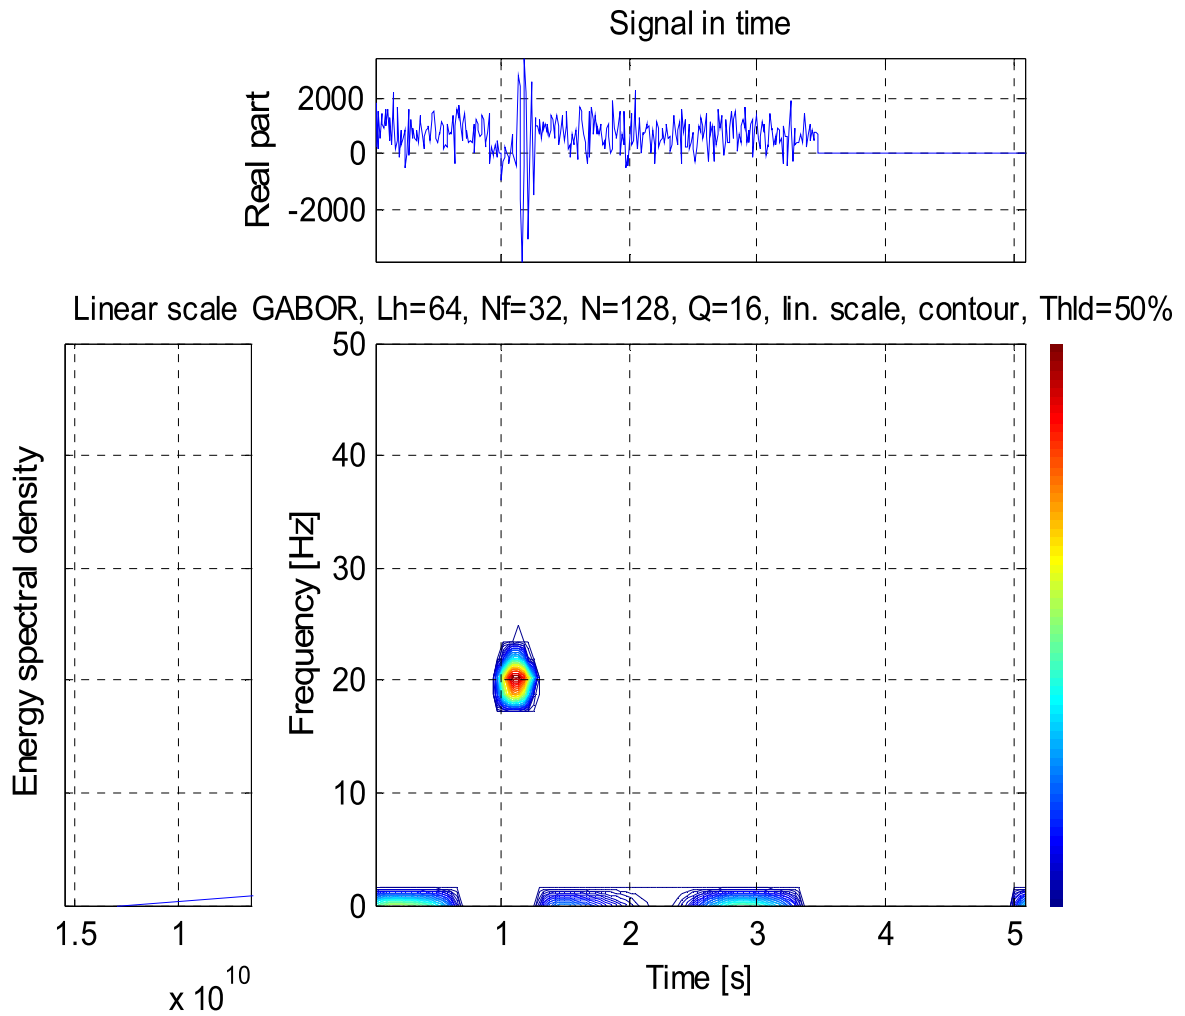 Signal in time
Real part
2000
0
-2000
Linear scale GABOR, Lh=64, Nf=32, N=128, Q=16, lin. scale, contour, Thld=50%
Energy spectral density
1.5 1
x 10^10
Frequency [Hz]
50
40
30
20
10
0
1 2 3 4 5
Time [s]